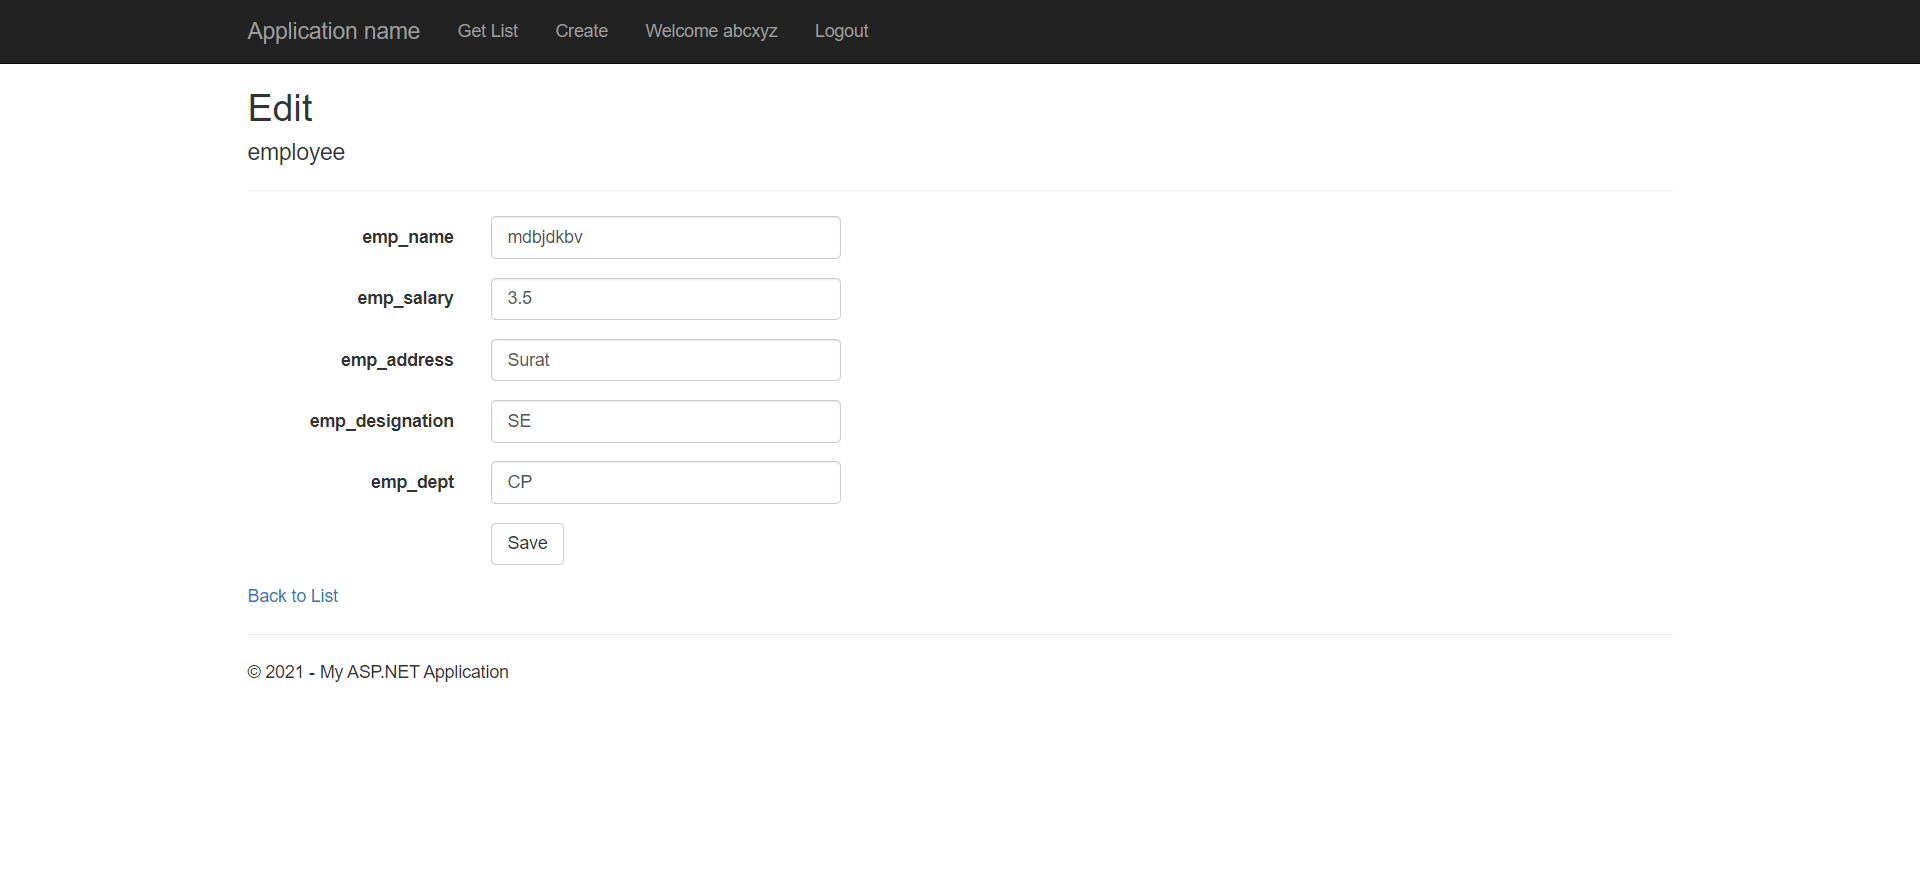 Application name Get List Create Welcome abcxyz Logout
Edit
employee
emp_name mdbjdkbv
emp_salary 3.5
emp_address Surat
emp_designation SE
emp_dept CP
Save
Back to List
© 2021 - My ASP.NET Application